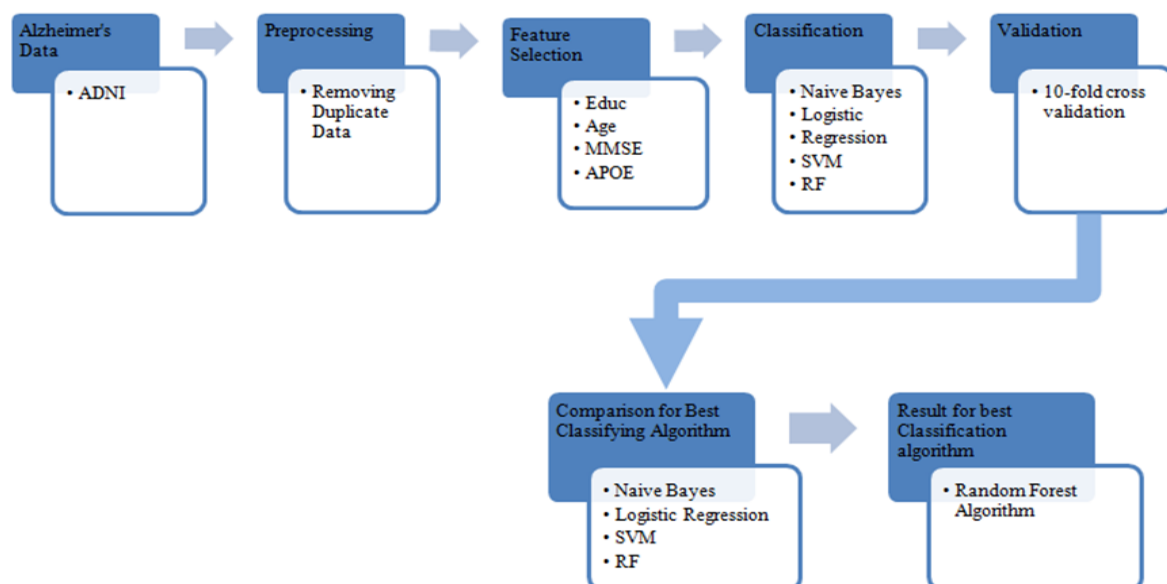 Alzheimer's
Data
• ADNI
Preprocessing
• Removing
Duplicate
Data
Feature
Selection
• Educ
• Age
• MMSE
• APOE
Classification
• Naive Bayes
• Logistic
• Regression
• SVM
• RF
Validation
• 10-fold cross
validation
Comparison for Best
Classifying Algorithm
• Naive Bayes
• Logistic Regression
• SVM
• RF
Result for best
Classification
algorithm
• Random Forest
Algorithm